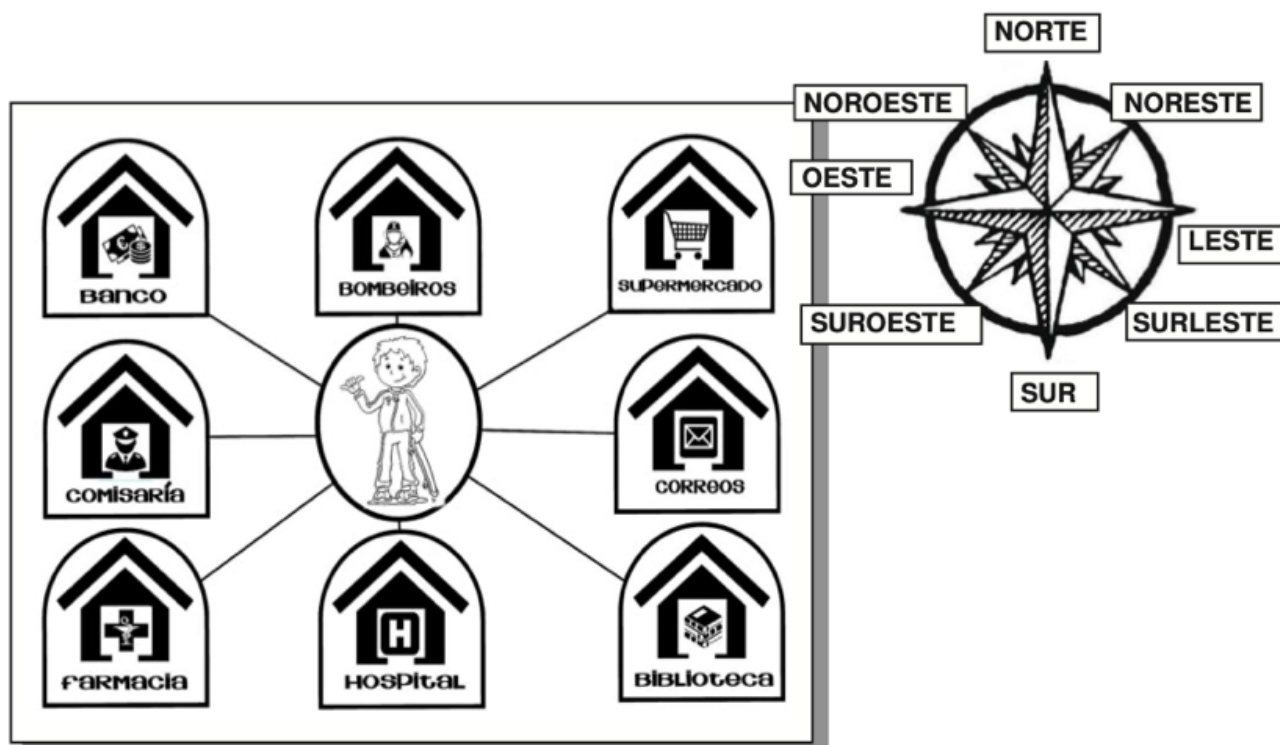 NORTE
NOROESTE
NORESTE
OESTE
LESTE
SUROESTE
SURLESTE
SUR
BANCO
BOMBEIROS
SUPERMERCADO
COMISARÍA
CORREOS
FARMACIA
HOSPITAL
H
BIBLIOTECA